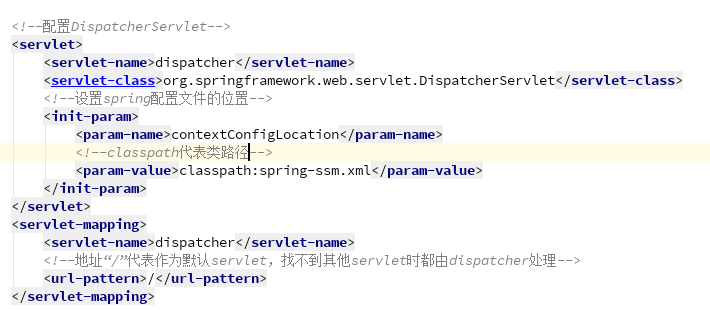 <!--配置DispatcherServlet-->
<servlet>
<servlet-name>dispatcher</servlet-name>
<servlet-class>org.springframework.web.servlet.DispatcherServlet</servlet-class>
<!--设置spring配置文件的位置-->
<init-param>
<param-name>contextConfigLocation</param-name>
<!--classpath代表类路径-->
<param-value>classpath:spring-ssm.xml</param-value>
</init-param>
</servlet>
<servlet-mapping>
<servlet-name>dispatcher</servlet-name>
<!--地址“/”代表作为默认servlet，找不到其他servlet时都由dispatcher处理-->
<url-pattern>/</url-pattern>
</servlet-mapping>